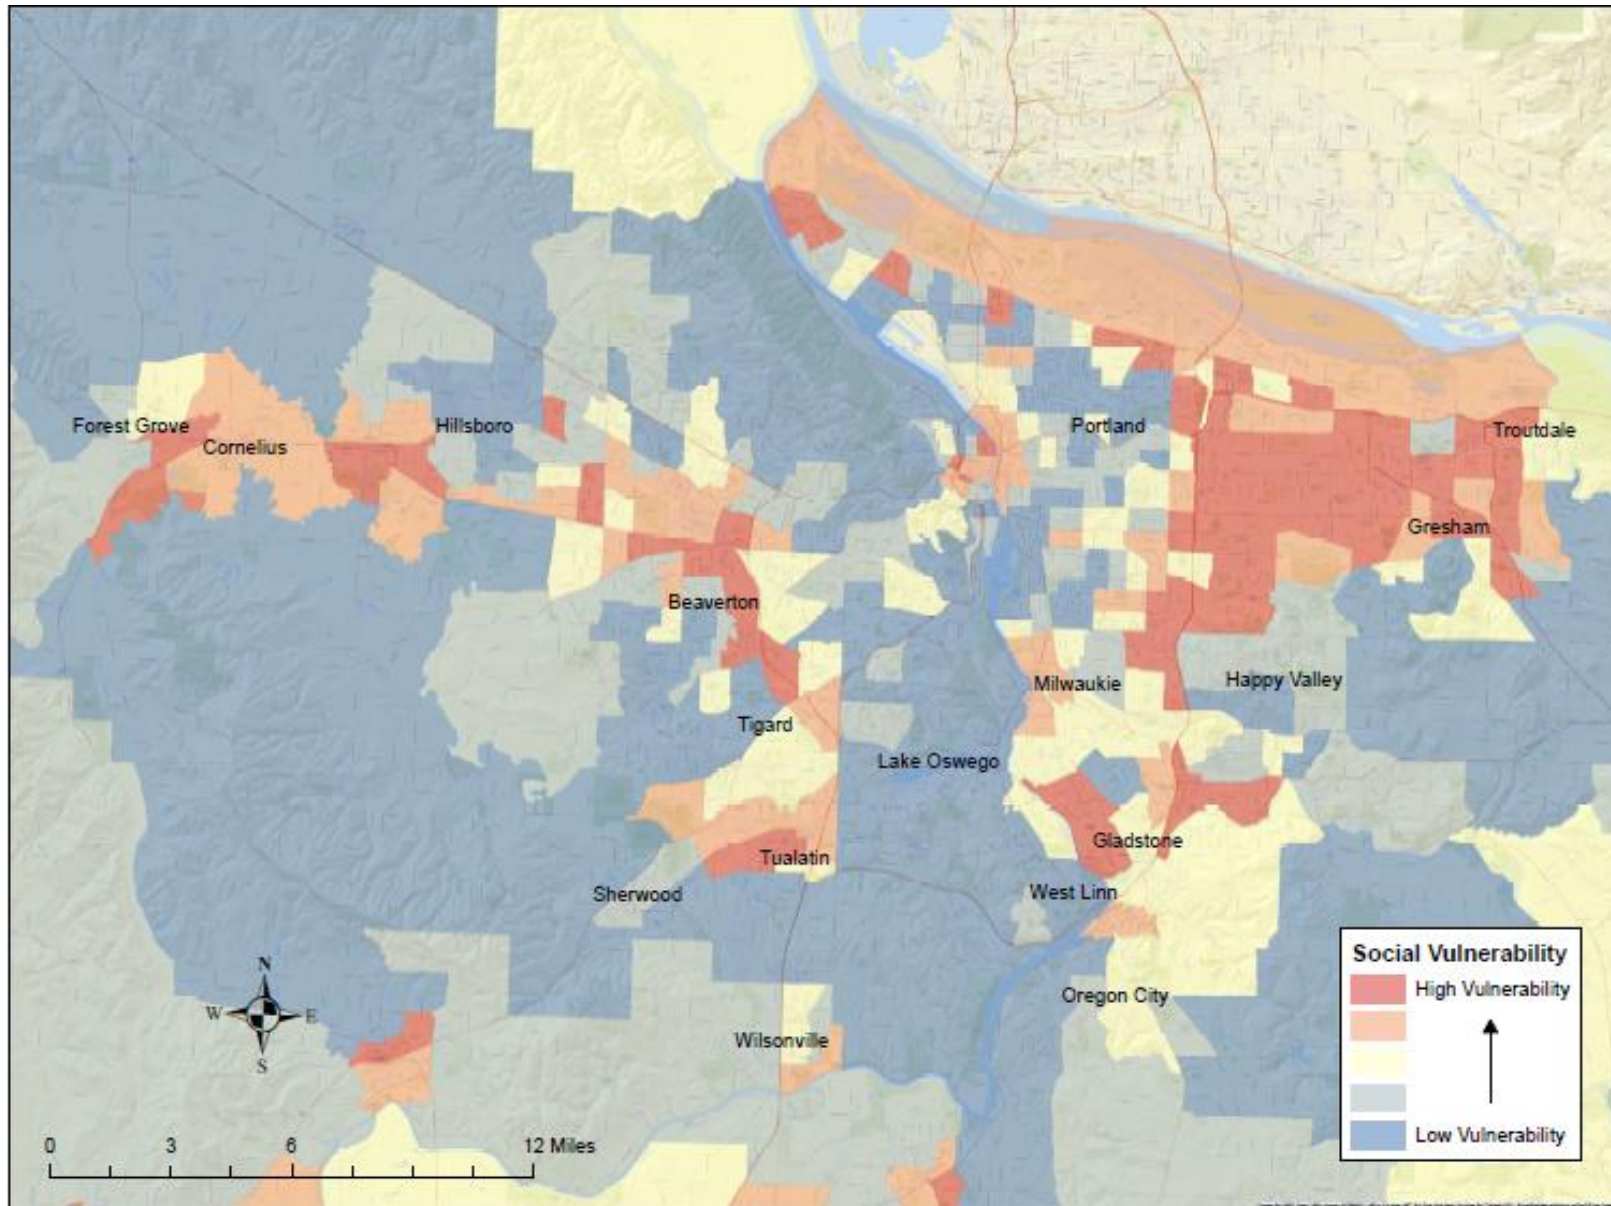 Forest Grove
Cornelius
Hillsboro
Portland
Troutdale
Gresham
Beaverton
Milwaukie
Happy Valley
Tigard
Lake Oswego
Gladstone
Tualatin
Sherwood
West Linn
Oregon City
Wilsonville
N
W E
S
0 3 6 12 Miles
Social Vulnerability
High Vulnerability
Low Vulnerability